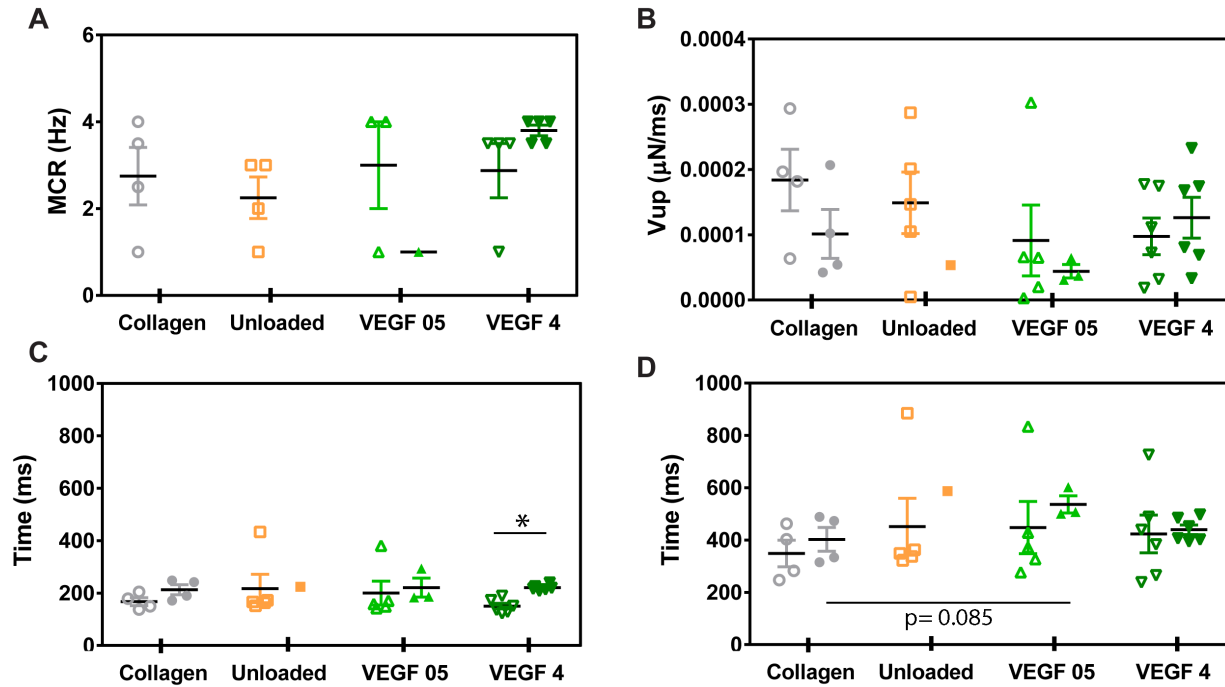 A
MCR (Hz)
6
4
2
0
Collagen Unloaded VEGF 05 VEGF 4
B
Vup (µN/ms)
0.0004
0.0003
0.0002
0.0001
0.0000
Collagen Unloaded VEGF 05 VEGF 4
C
Time (ms)
1000
800
600
400
200
0
*
Collagen Unloaded VEGF 05 VEGF 4
D
Time (ms)
1000
800
600
400
200
0
p= 0.085
Collagen Unloaded VEGF 05 VEGF 4